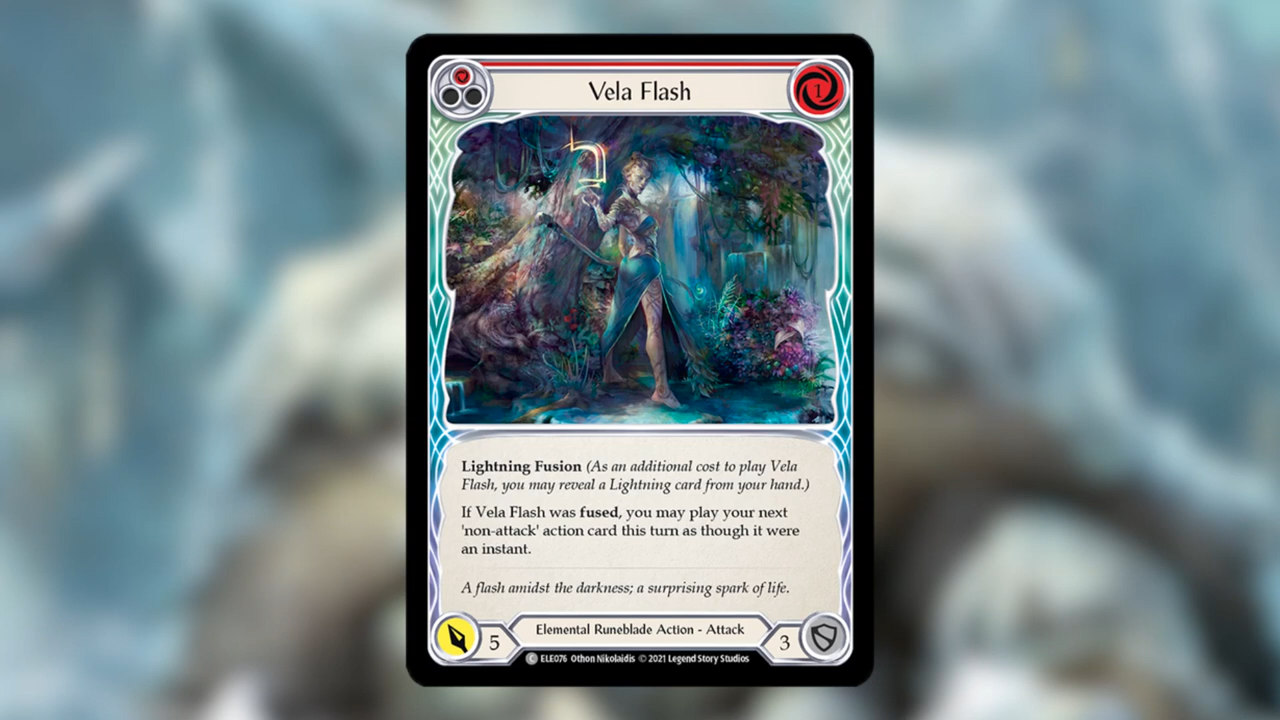 Vela Flash
1
Lightning Fusion (As an additional cost to play Vela
Flash, you may reveal a Lightning card from your hand.)
If Vela Flash was fused, you may play your next
'non-attack' action card this turn as though it were
an instant.
A flash amidst the darkness; a surprising spark of life.
5
Elemental Runeblade Action - Attack
3
C ELE076 Othon Nikolaidis © 2021 Legend Story Studios